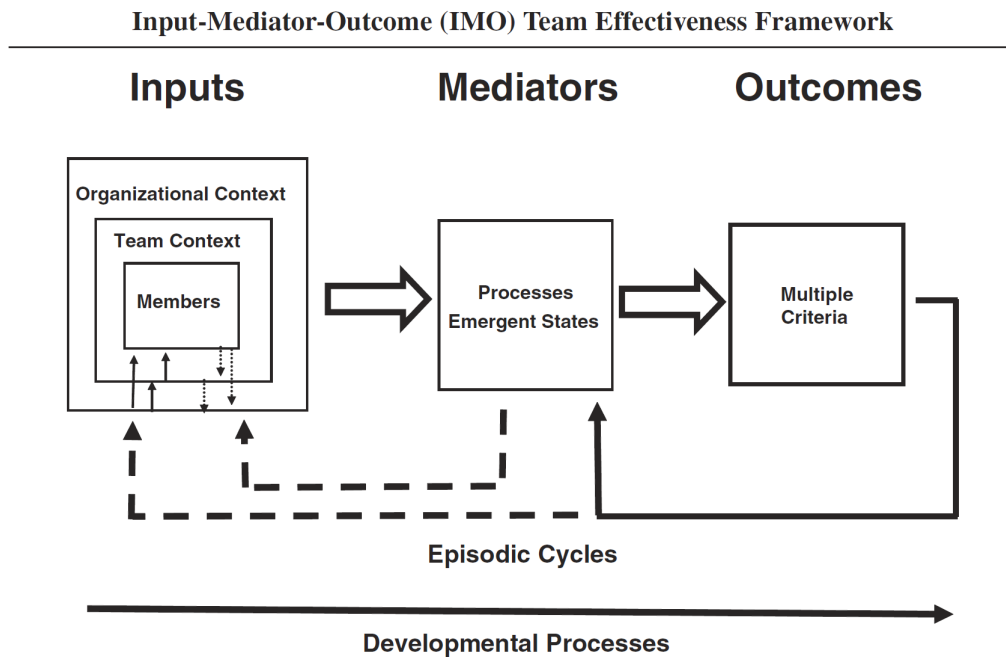 Input-Mediator-Outcome (IMO) Team Effectiveness Framework
Inputs
Mediators
Outcomes
Organizational Context
Team Context
Members
Processes
Emergent States
Multiple
Criteria
Episodic Cycles
Developmental Processes